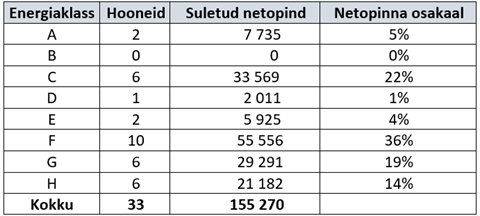 Energiaklass Hooneid Suletud netopind Netopinna osakaal
A 2 7 735 5%
B 0 0 0%
C 6 33 569 22%
D 1 2 011 1%
E 2 5 925 4%
F 10 55 556 36%
G 6 29 291 19%
H 6 21 182 14%
Kokku 33 155 270